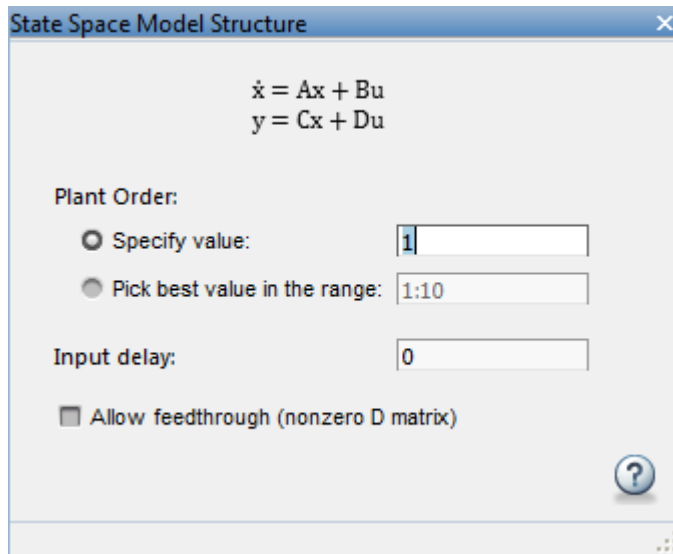 State Space Model Structure
ẋ = Ax + Bu
y = Cx + Du
Plant Order:
Specify value: 1
Pick best value in the range: 1:10
Input delay: 0
Allow feedthrough (nonzero D matrix)
?